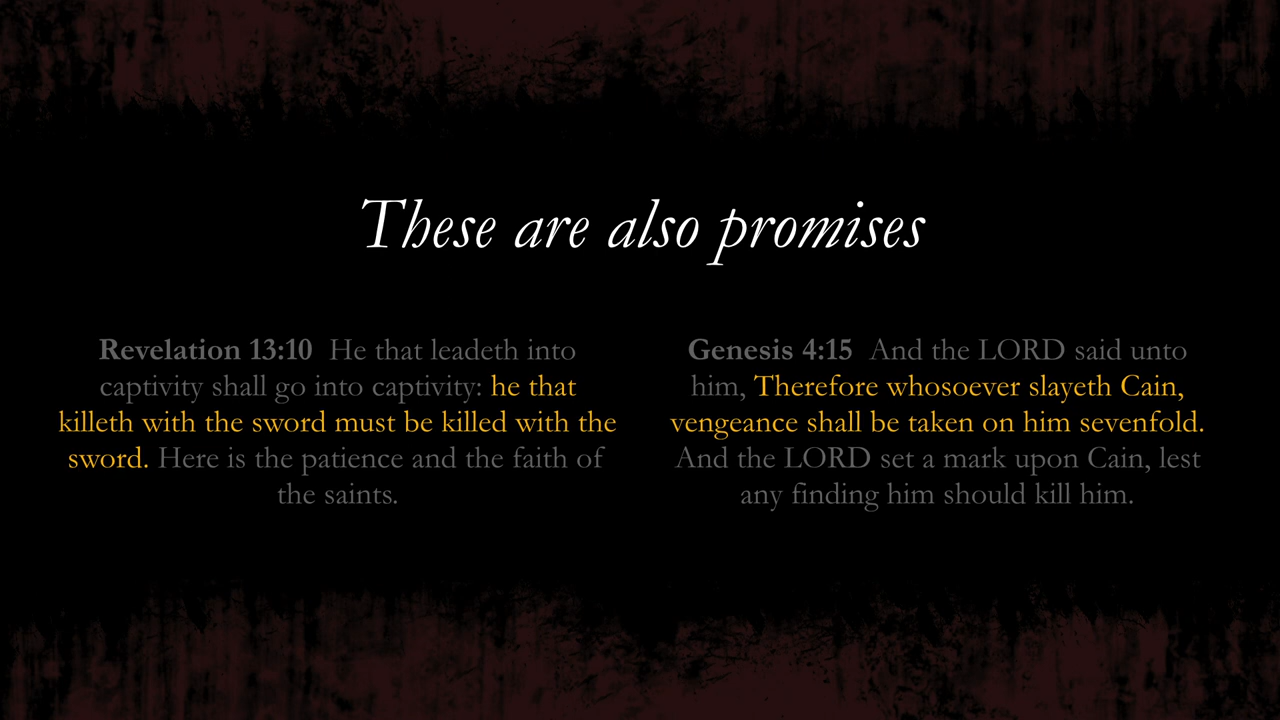 These are also promises
Revelation 13:10  He that leadeth into
captivity shall go into captivity: he that
killeth with the sword must be killed with the
sword. Here is the patience and the faith of
the saints.
Genesis 4:15  And the LORD said unto
him, Therefore whosoever slayeth Cain,
vengeance shall be taken on him sevenfold.
And the LORD set a mark upon Cain, lest
any finding him should kill him.